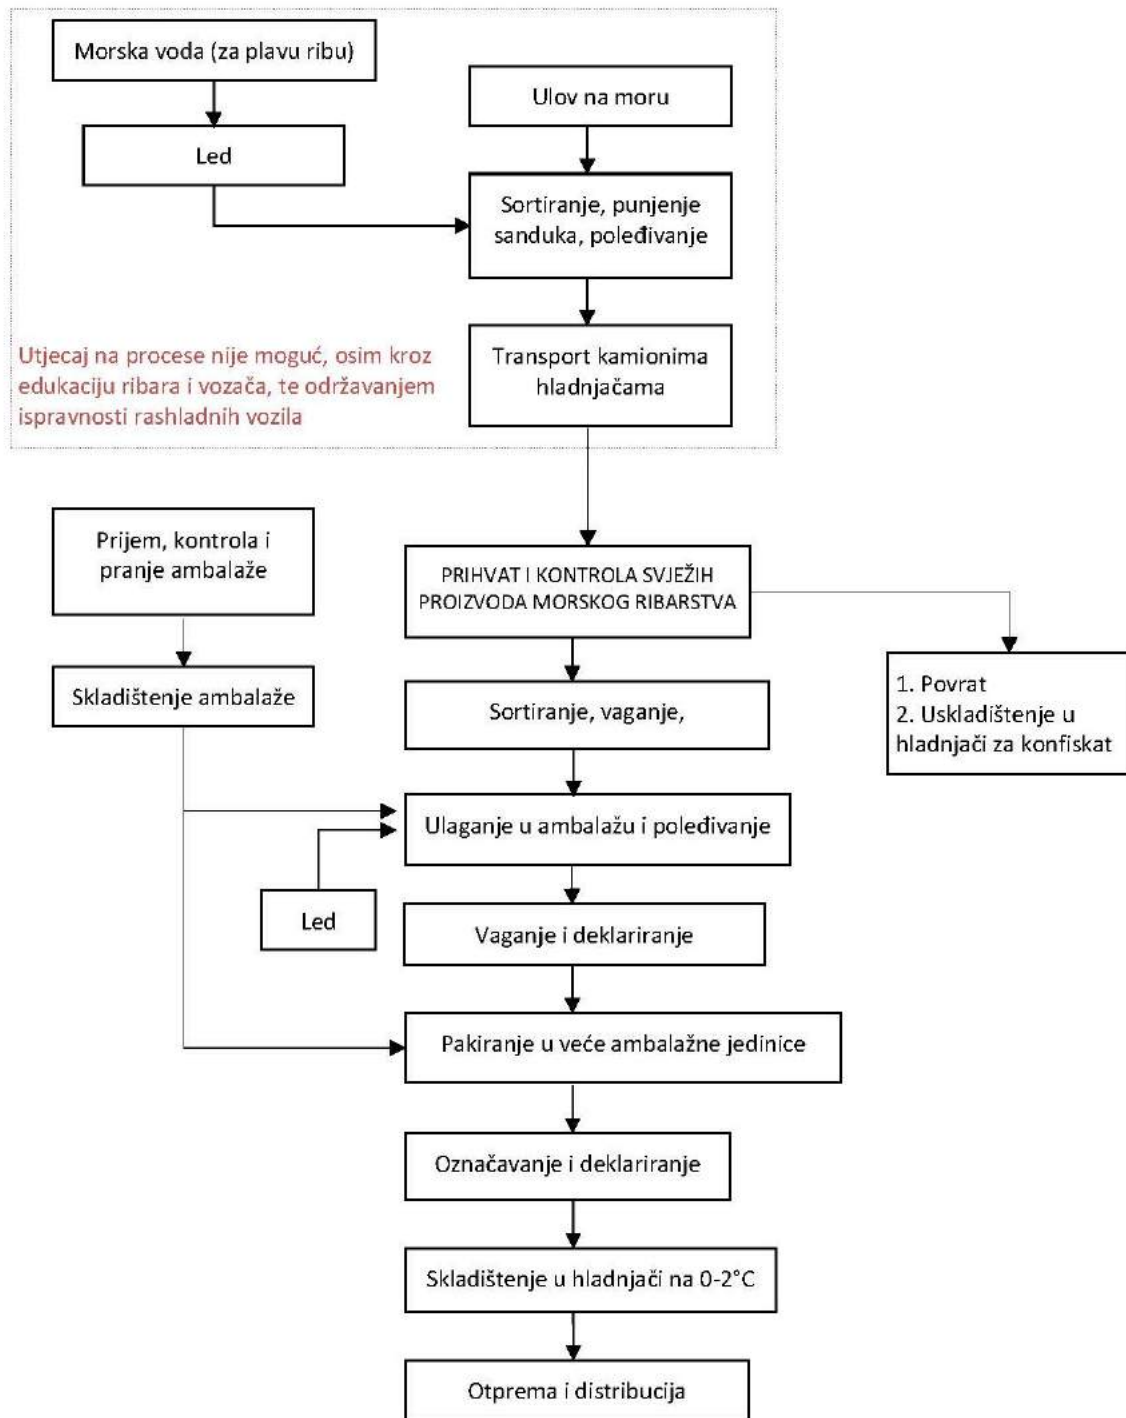 Morska voda (za plavu ribu)
Ulov na moru
Led
Sortiranje, punjenje
sanduka, poleđivanje
Transport kamionima
hladnjačama
Utjecaj na procese nije moguć, osim kroz
edukaciju ribara i vozača, te održavanjem
ispravnosti rashladnih vozila
Prijem, kontrola i
pranje ambalaže
PRIHVAT I KONTROLA SVJEŽIH
PROIZVODA MORSKOG RIBARSTVA
Skladištenje ambalaže
1. Povrat
2. Uskladištenje u
hladnjači za konfiskat
Sortiranje, vaganje,
Ulaganje u ambalažu i poleđivanje
Led
Vaganje i deklariranje
Pakiranje u veće ambalažne jedinice
Označavanje i deklariranje
Skladištenje u hladnjači na 0-2°C
Otprema i distribucija